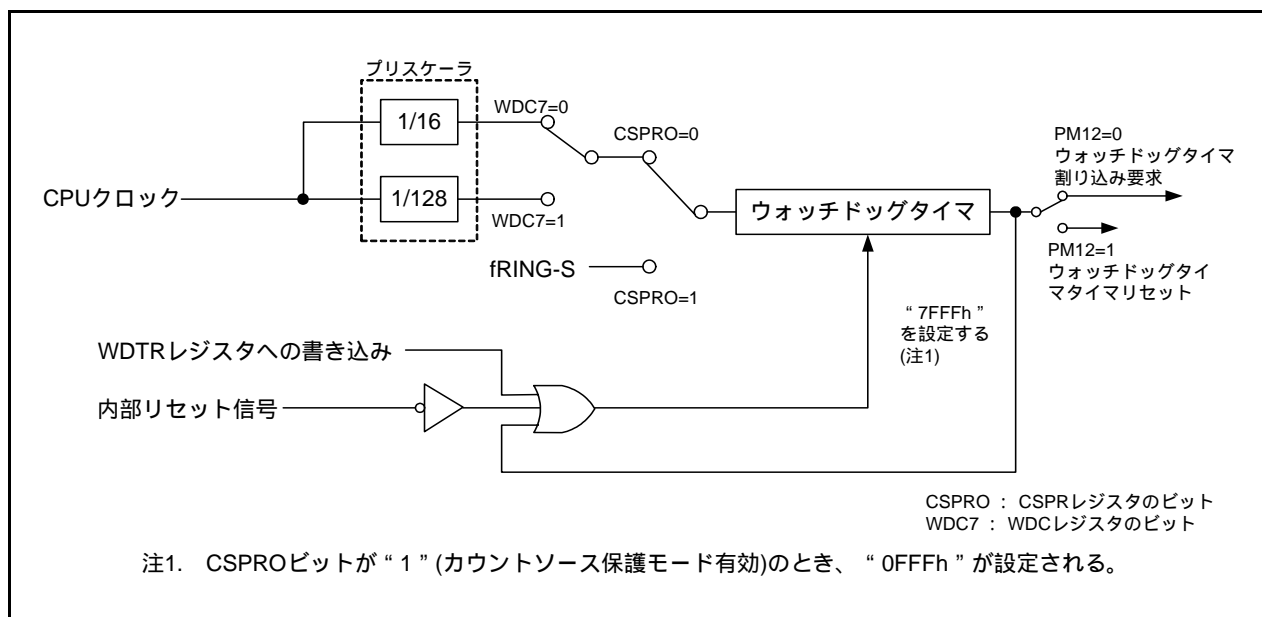 プリスケーラ
1/16
WDC7=0
CSPRO=0
PM12=0
ウォッチドッグタイマ
割り込み要求
CPUクロック
1/128
WDC7=1
ウォッチドッグタイマ
fRING-S
CSPRO=1
PM12=1
ウォッチドッグタイ
マタイマリセット
“ 7FFFh ”
を設定する
(注1)
WDTRレジスタへの書き込み
内部リセット信号
CSPRO : CSPRレジスタのビット
WDC7 : WDCレジスタのビット
注1. CSPROビットが “ 1 ” (カウントソース保護モード有効)のとき、 “ 0FFFh ” が設定される。